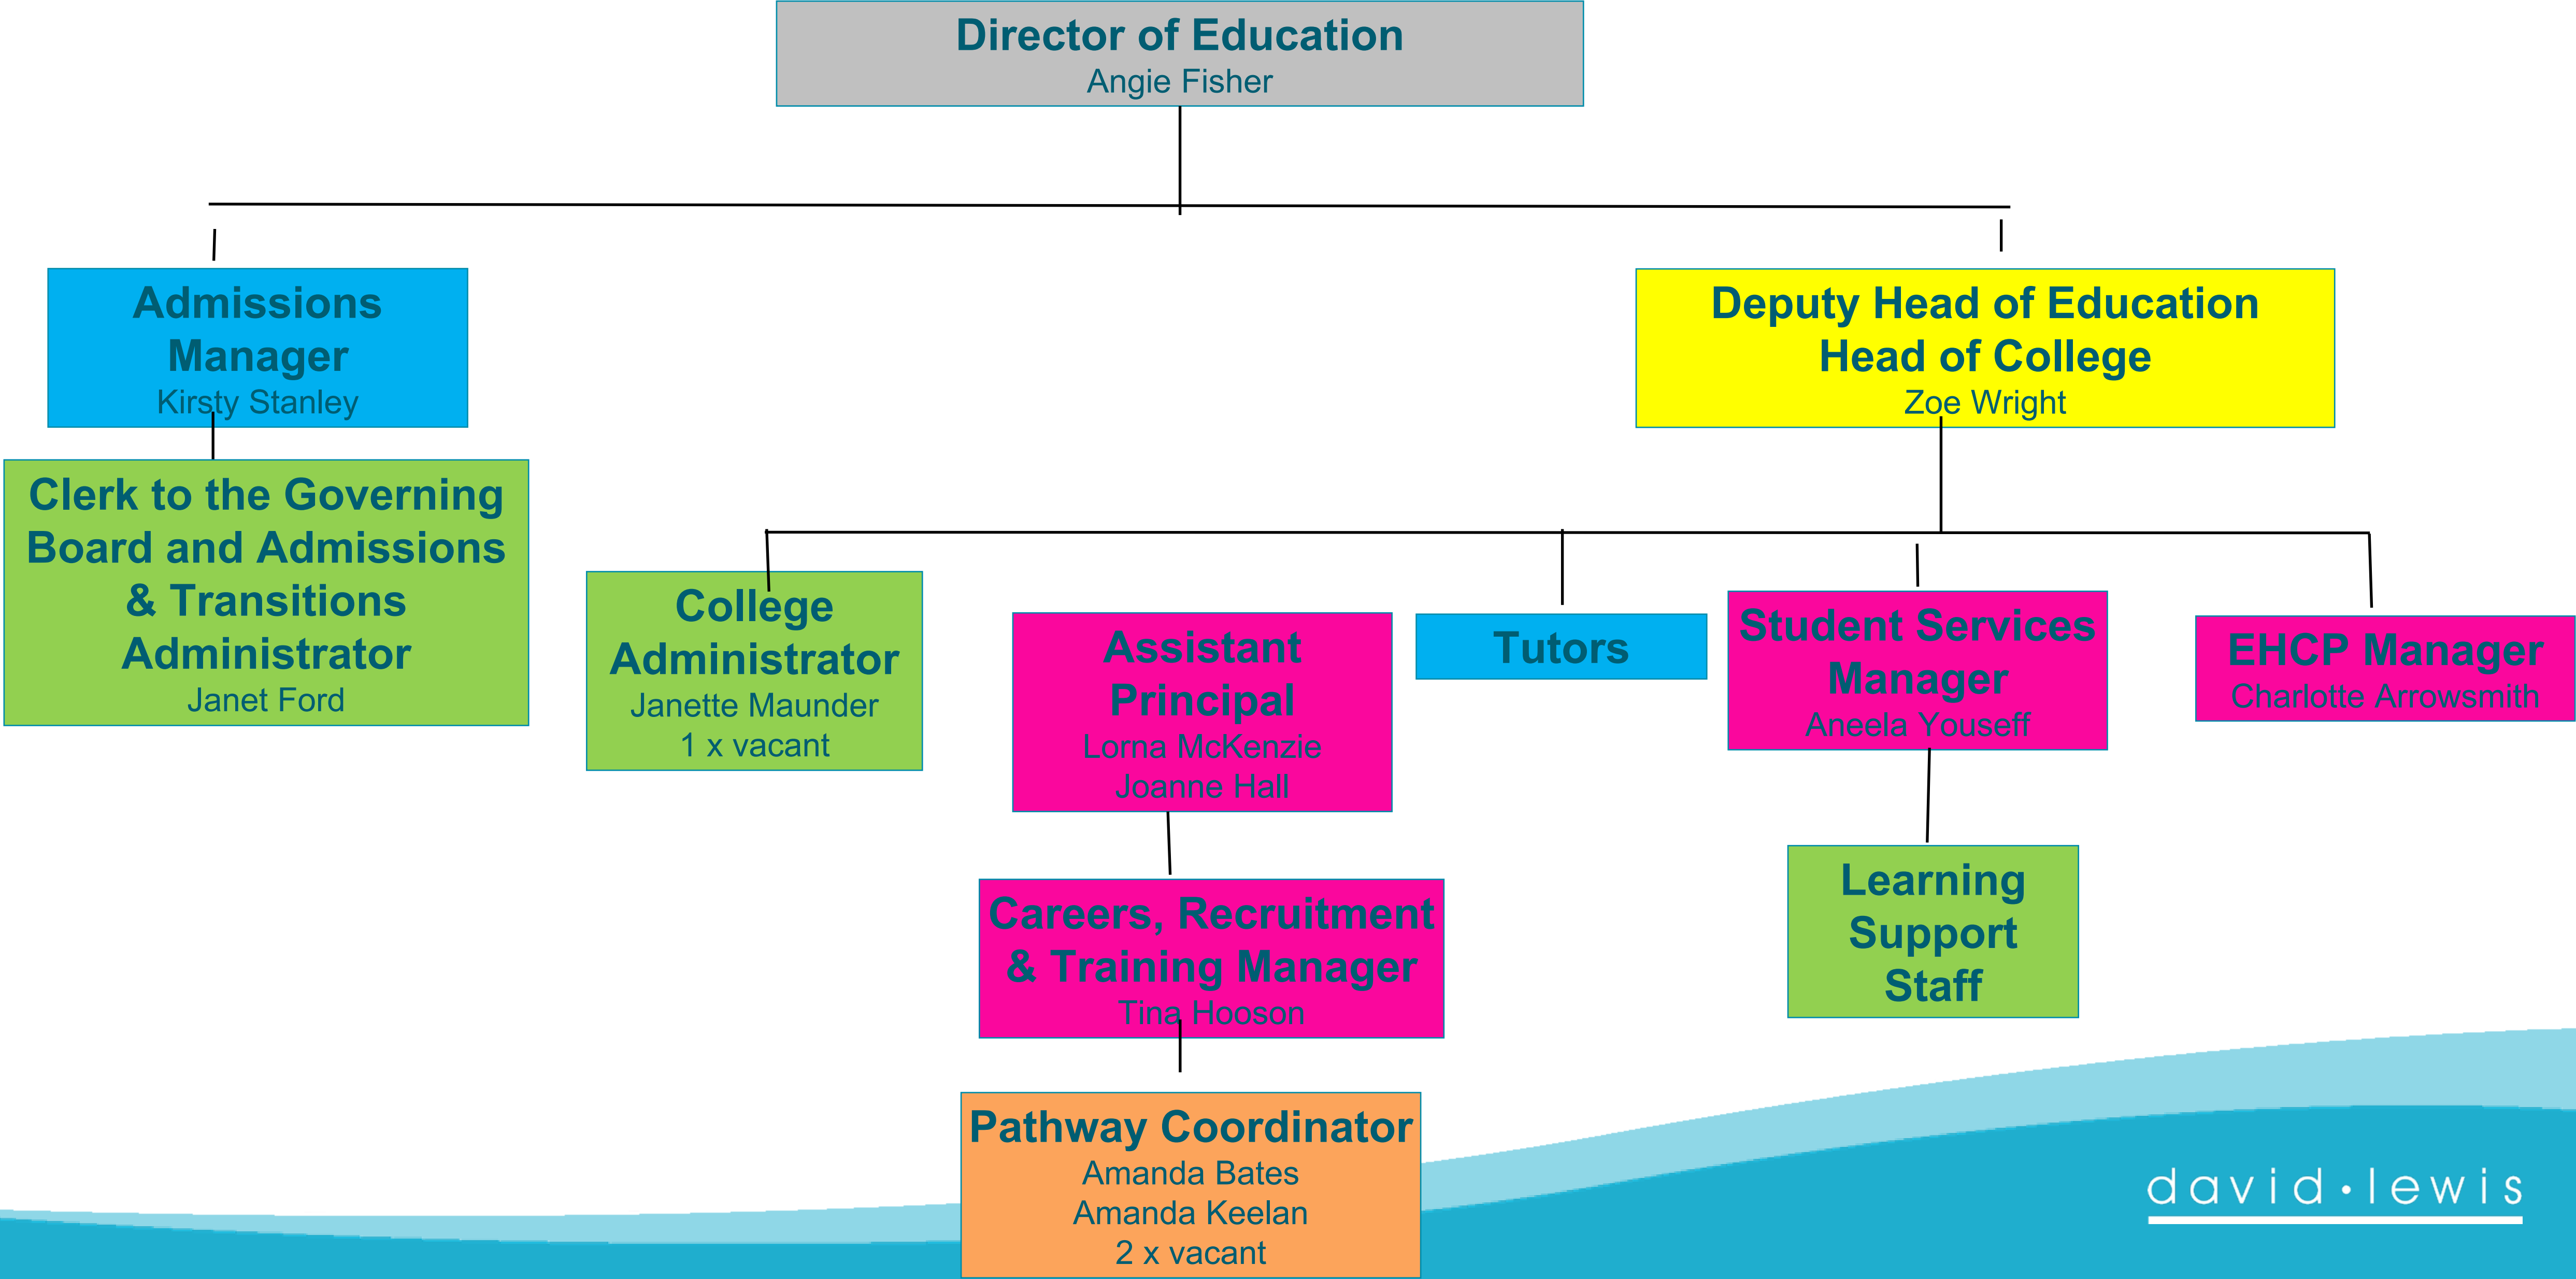 Director of Education
Angie Fisher
Admissions
Manager
Kirsty Stanley
Deputy Head of Education
Head of College
Zoe Wright
Clerk to the Governing
Board and Admissions
& Transitions
Administrator
Janet Ford
College
Administrator
Janette Maunder
1 x vacant
Assistant
Principal
Lorna McKenzie
Joanne Hall
Tutors
Student Services
Manager
Aneela Youseff
EHCP Manager
Charlotte Arrowsmith
Careers, Recruitment
& Training Manager
Tina Hooson
Learning
Support
Staff
Pathway Coordinator
Amanda Bates
Amanda Keelan
2 x vacant
david•lewis